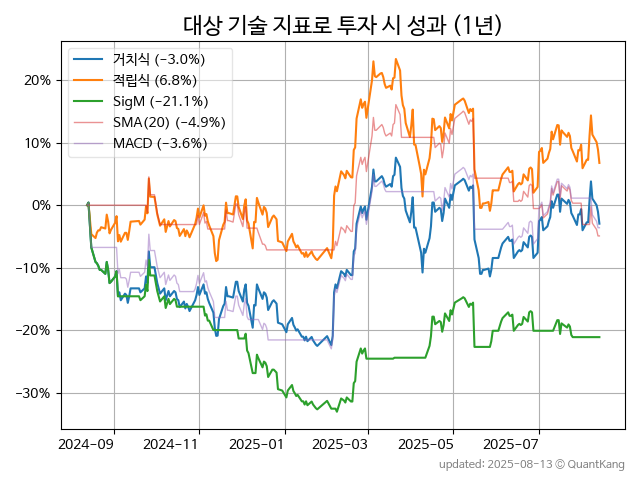 대상 기술 지표로 투자 시 성과 (1년)
거치식 (−3.0%)
적립식 (6.8%)
SigM (−21.1%)
SMA(20) (−4.9%)
MACD (−3.6%)
20%
10%
0%
−10%
−20%
−30%
2024-09 2024-11 2025-01 2025-03 2025-05 2025-07
updated: 2025-08-13 © QuantKang